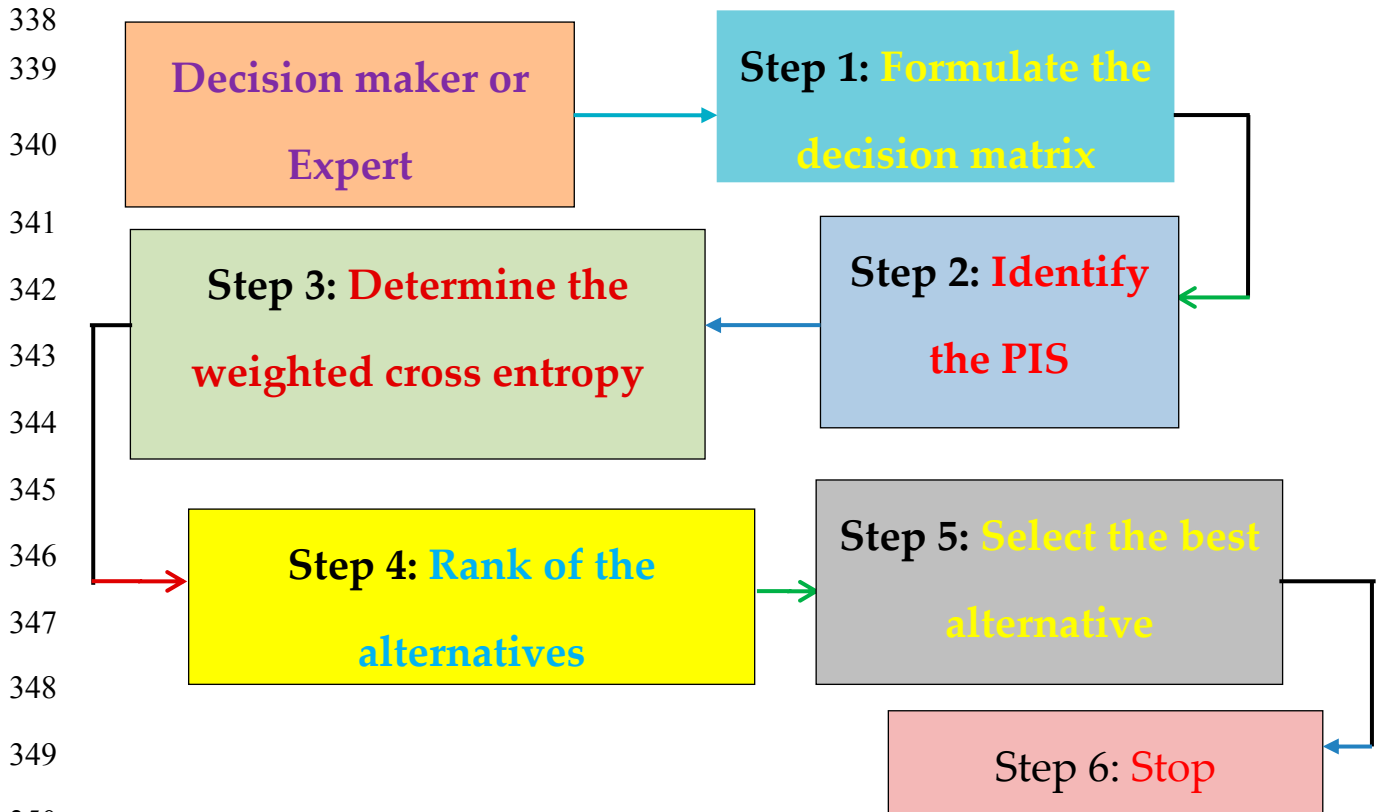 338
339
340
341
342
343
344
345
346
347
348
349
Decision maker or
Expert
Step 1: Formulate the
decision matrix
Step 2: Identify
the PIS
Step 3: Determine the
weighted cross entropy
Step 4: Rank of the
alternatives
Step 5: Select the best
alternative
Step 6: Stop